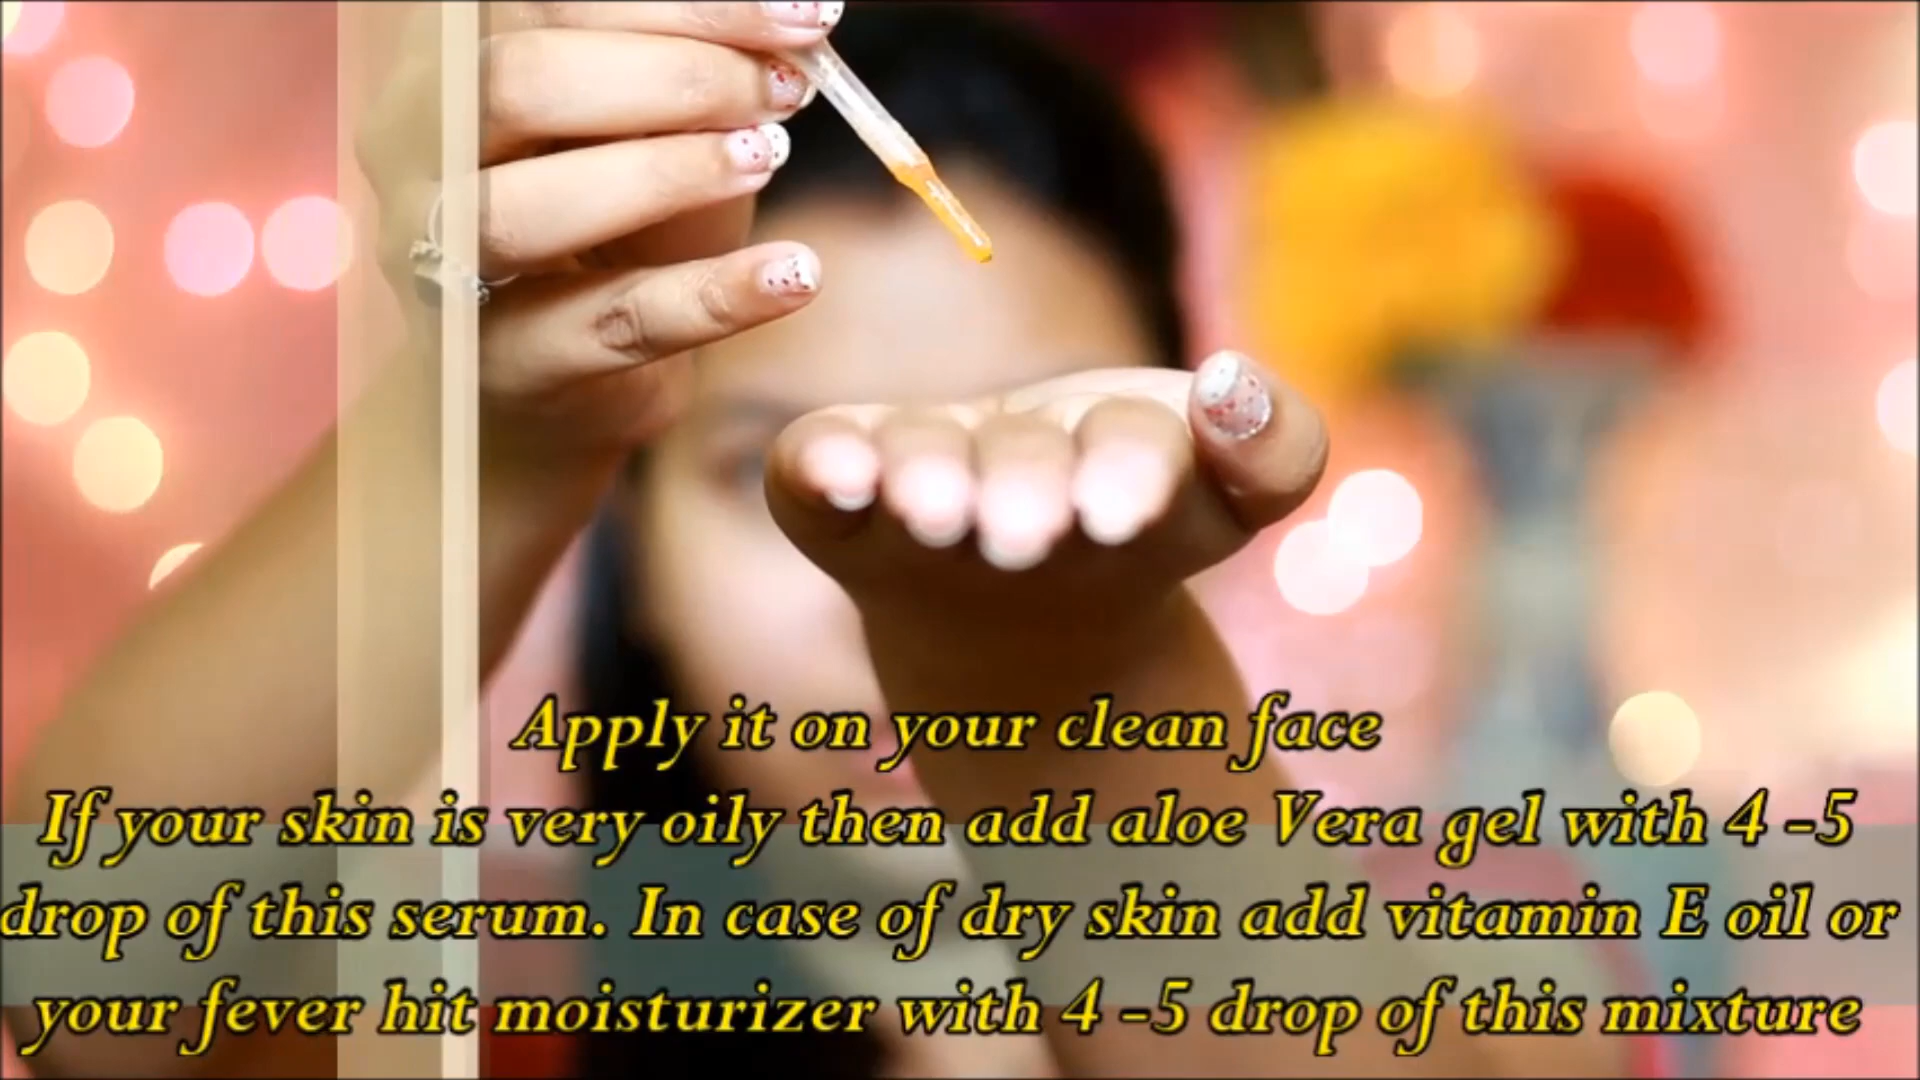 Apply it on your clean face
If your skin is very oily then add aloe Vera gel with 4 -5
drop of this serum. In case of dry skin add vitamin E oil or
your fever hit moisturizer with 4 -5 drop of this mixture